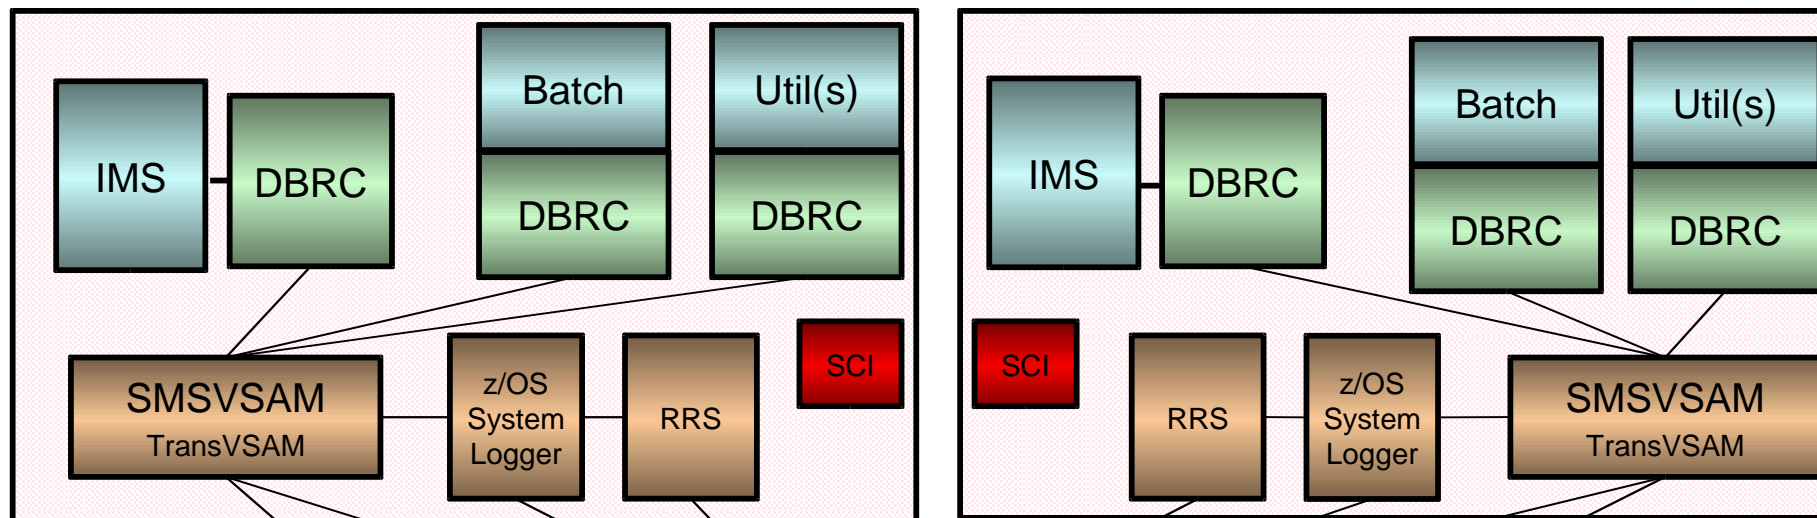 Batch
Util(s)
IMS
DBRC
DBRC
DBRC
SCI
SMSVSAM
TransVSAM
z/OS
System
Logger
RRS
Batch
Util(s)
IMS
DBRC
DBRC
DBRC
SCI
RRS
z/OS
System
Logger
SMSVSAM
TransVSAM